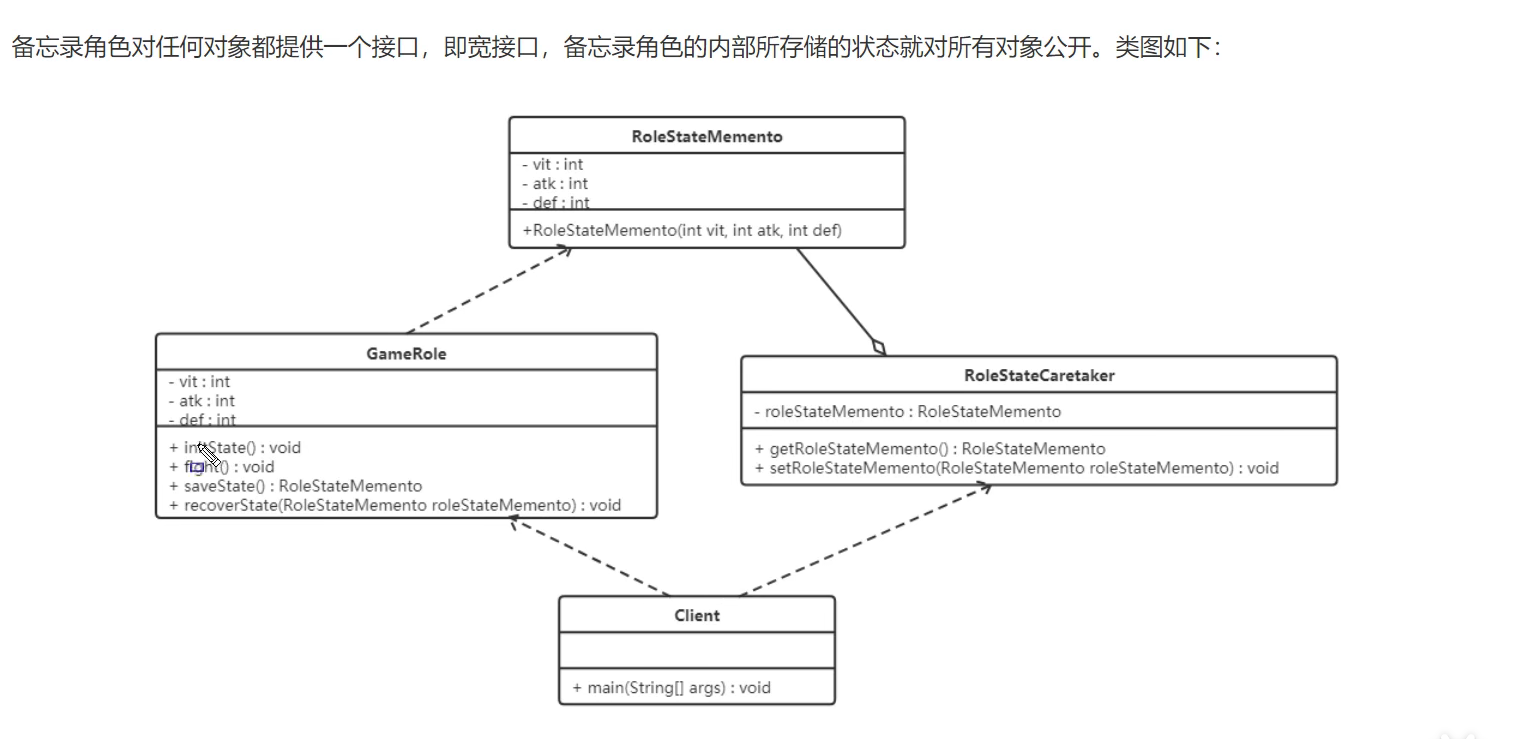 备忘录角色对任何对象都提供一个接口，即宽接口，备忘录角色的内部所存储的状态就对所有对象公开。类图如下：
RoleStateMemento
- vit : int
- atk : int
- def : int
+RoleStateMemento(int vit, int atk, int def)
GameRole
- vit : int
- atk : int
- def : int
+ initState() : void
+ fight() : void
+ saveState() : RoleStateMemento
+ recoverState(RoleStateMemento roleStateMemento) : void
RoleStateCaretaker
- roleStateMemento : RoleStateMemento
+ getRoleStateMemento() : RoleStateMemento
+ setRoleStateMemento(RoleStateMemento roleStateMemento) : void
Client
+ main(String[] args) : void